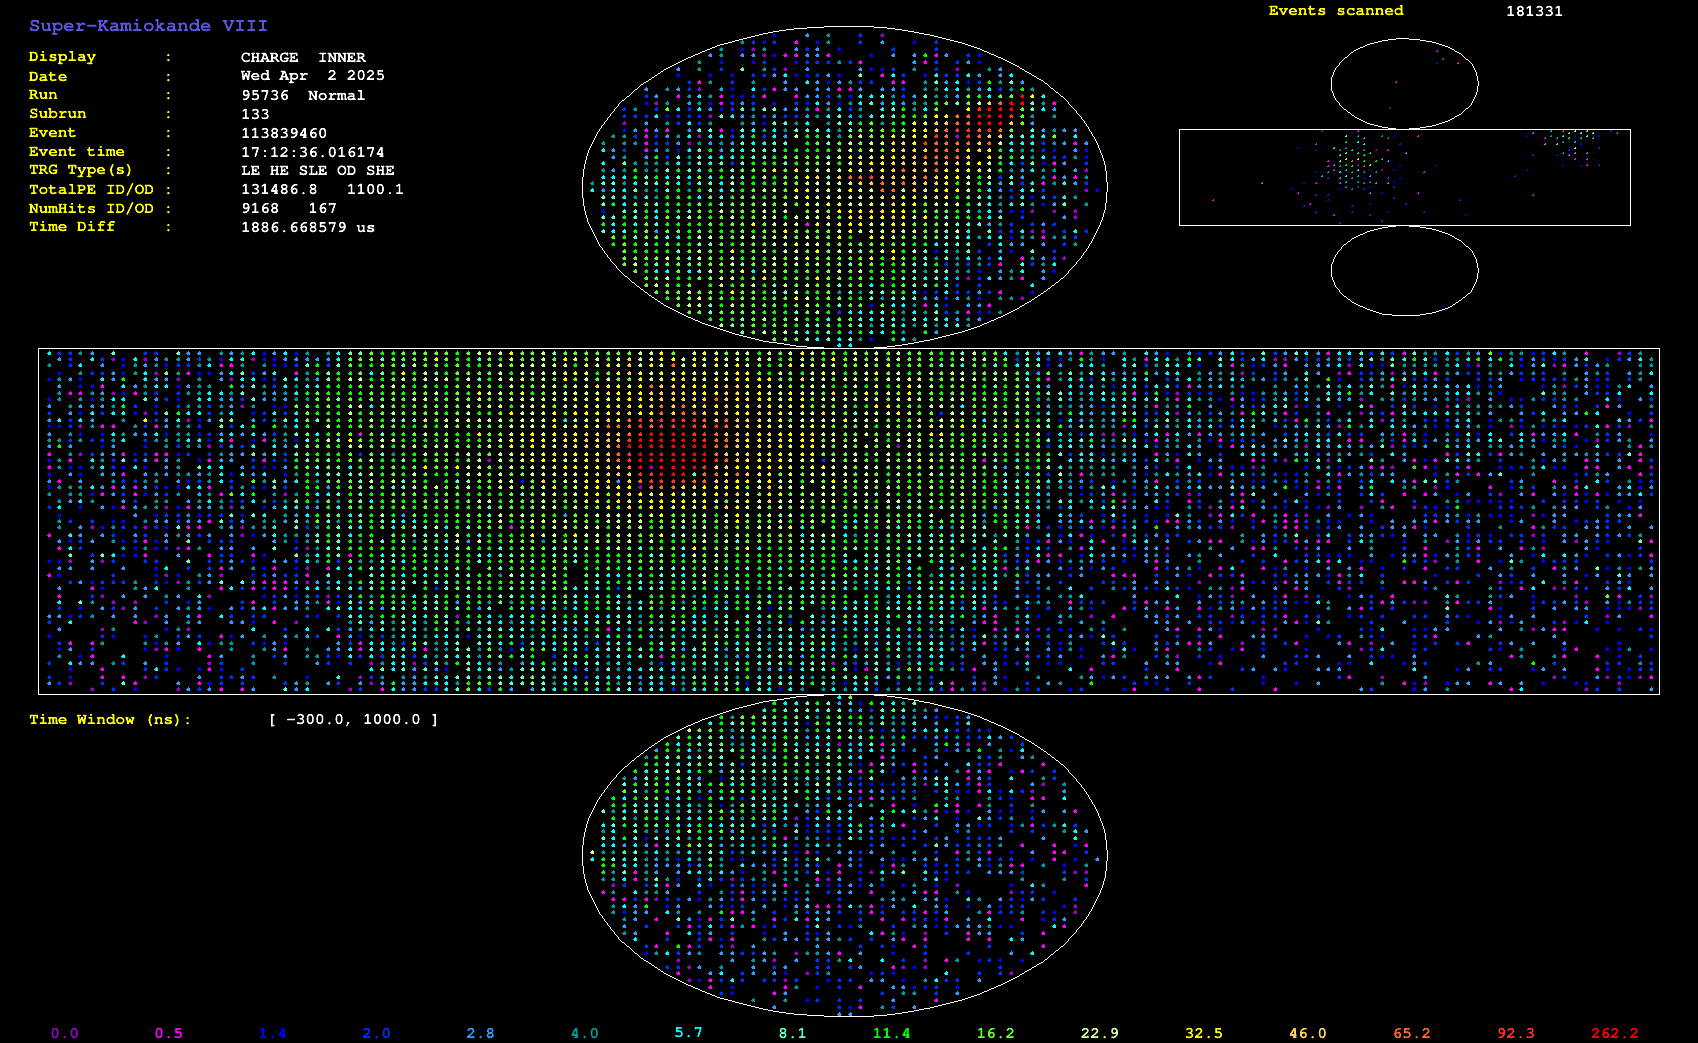 Super-Kamiokande VIII
Display : CHARGE INNER
Date : Wed Apr 2 2025
Run : 95736 Normal
Subrun : 133
Event : 113839460
Event time : 17:12:36.016174
TRG Type(s) : LE HE SLE OD SHE
TotalPE ID/OD : 131486.8 1100.1
NumHits ID/OD : 9168 167
Time Diff : 1886.668579 us
Events scanned 181331
Time Window (ns): [ -300.0, 1000.0 ]
0.0 0.5 1.4 2.0 2.8 4.0 5.7 8.1 11.4 16.2 22.9 32.5 46.0 65.2 92.3 262.2